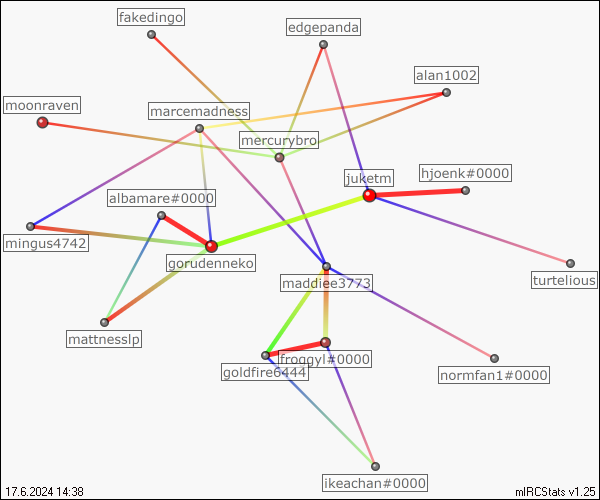 fakedingo
edgepanda
alan1002
moonraven
marcemadness
mercurybro
juketm
hjoenk#0000
albamare#0000
mingus4742
gorudenneko
maddiee3773
turtelious
mattnesslp
froggyl#0000
goldfire6444
normfan1#0000
ikeachan#0000
17.6.2024 14:38
mIRCStats v1.25